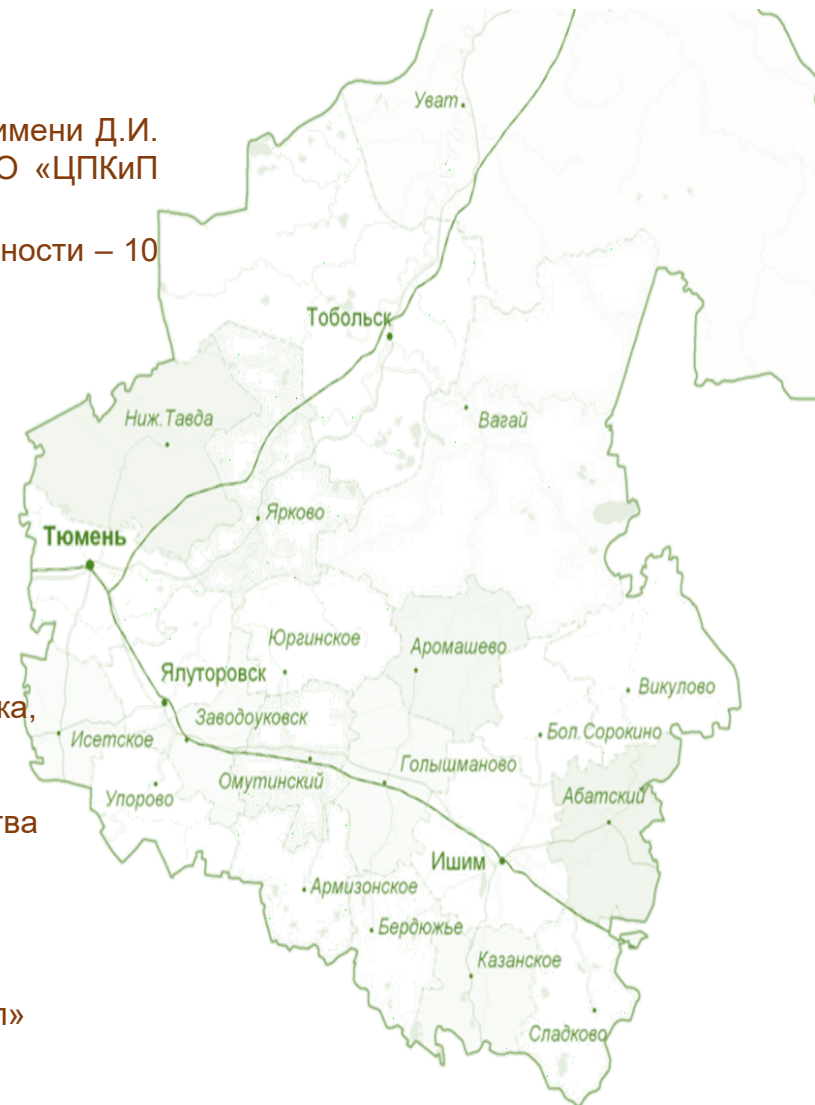 Уват
имени Д.И.
О «ЦПКиП
ности – 10
Тобольск
Ниж.Тавда
Вагай
Ярково
Тюмень
Юргинское
Аромашево
Ялуторовск
Викулово
ка,
Заводоуковск
Исетское
Бол.Сорокино
Голышманово
Омутинский
Упорово
Абатский
тва
Ишим
Армизонское
Бердюжье
Казанское
л»
Сладково